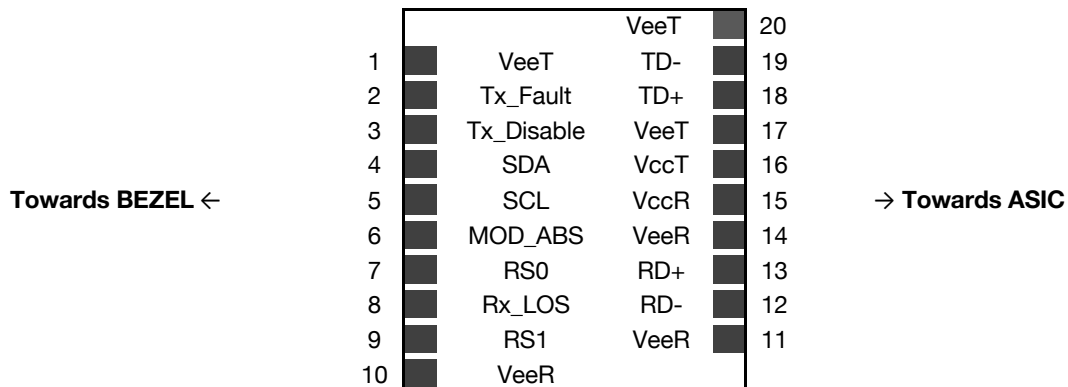 VeeT 20
1 VeeT TD- 19
2 Tx_Fault TD+ 18
3 Tx_Disable VeeT 17
4 SDA VccT 16
Towards BEZEL ← 5 SCL VccR 15 → Towards ASIC
6 MOD_ABS VeeR 14
7 RS0 RD+ 13
8 Rx_LOS RD- 12
9 RS1 VeeR 11
10 VeeR